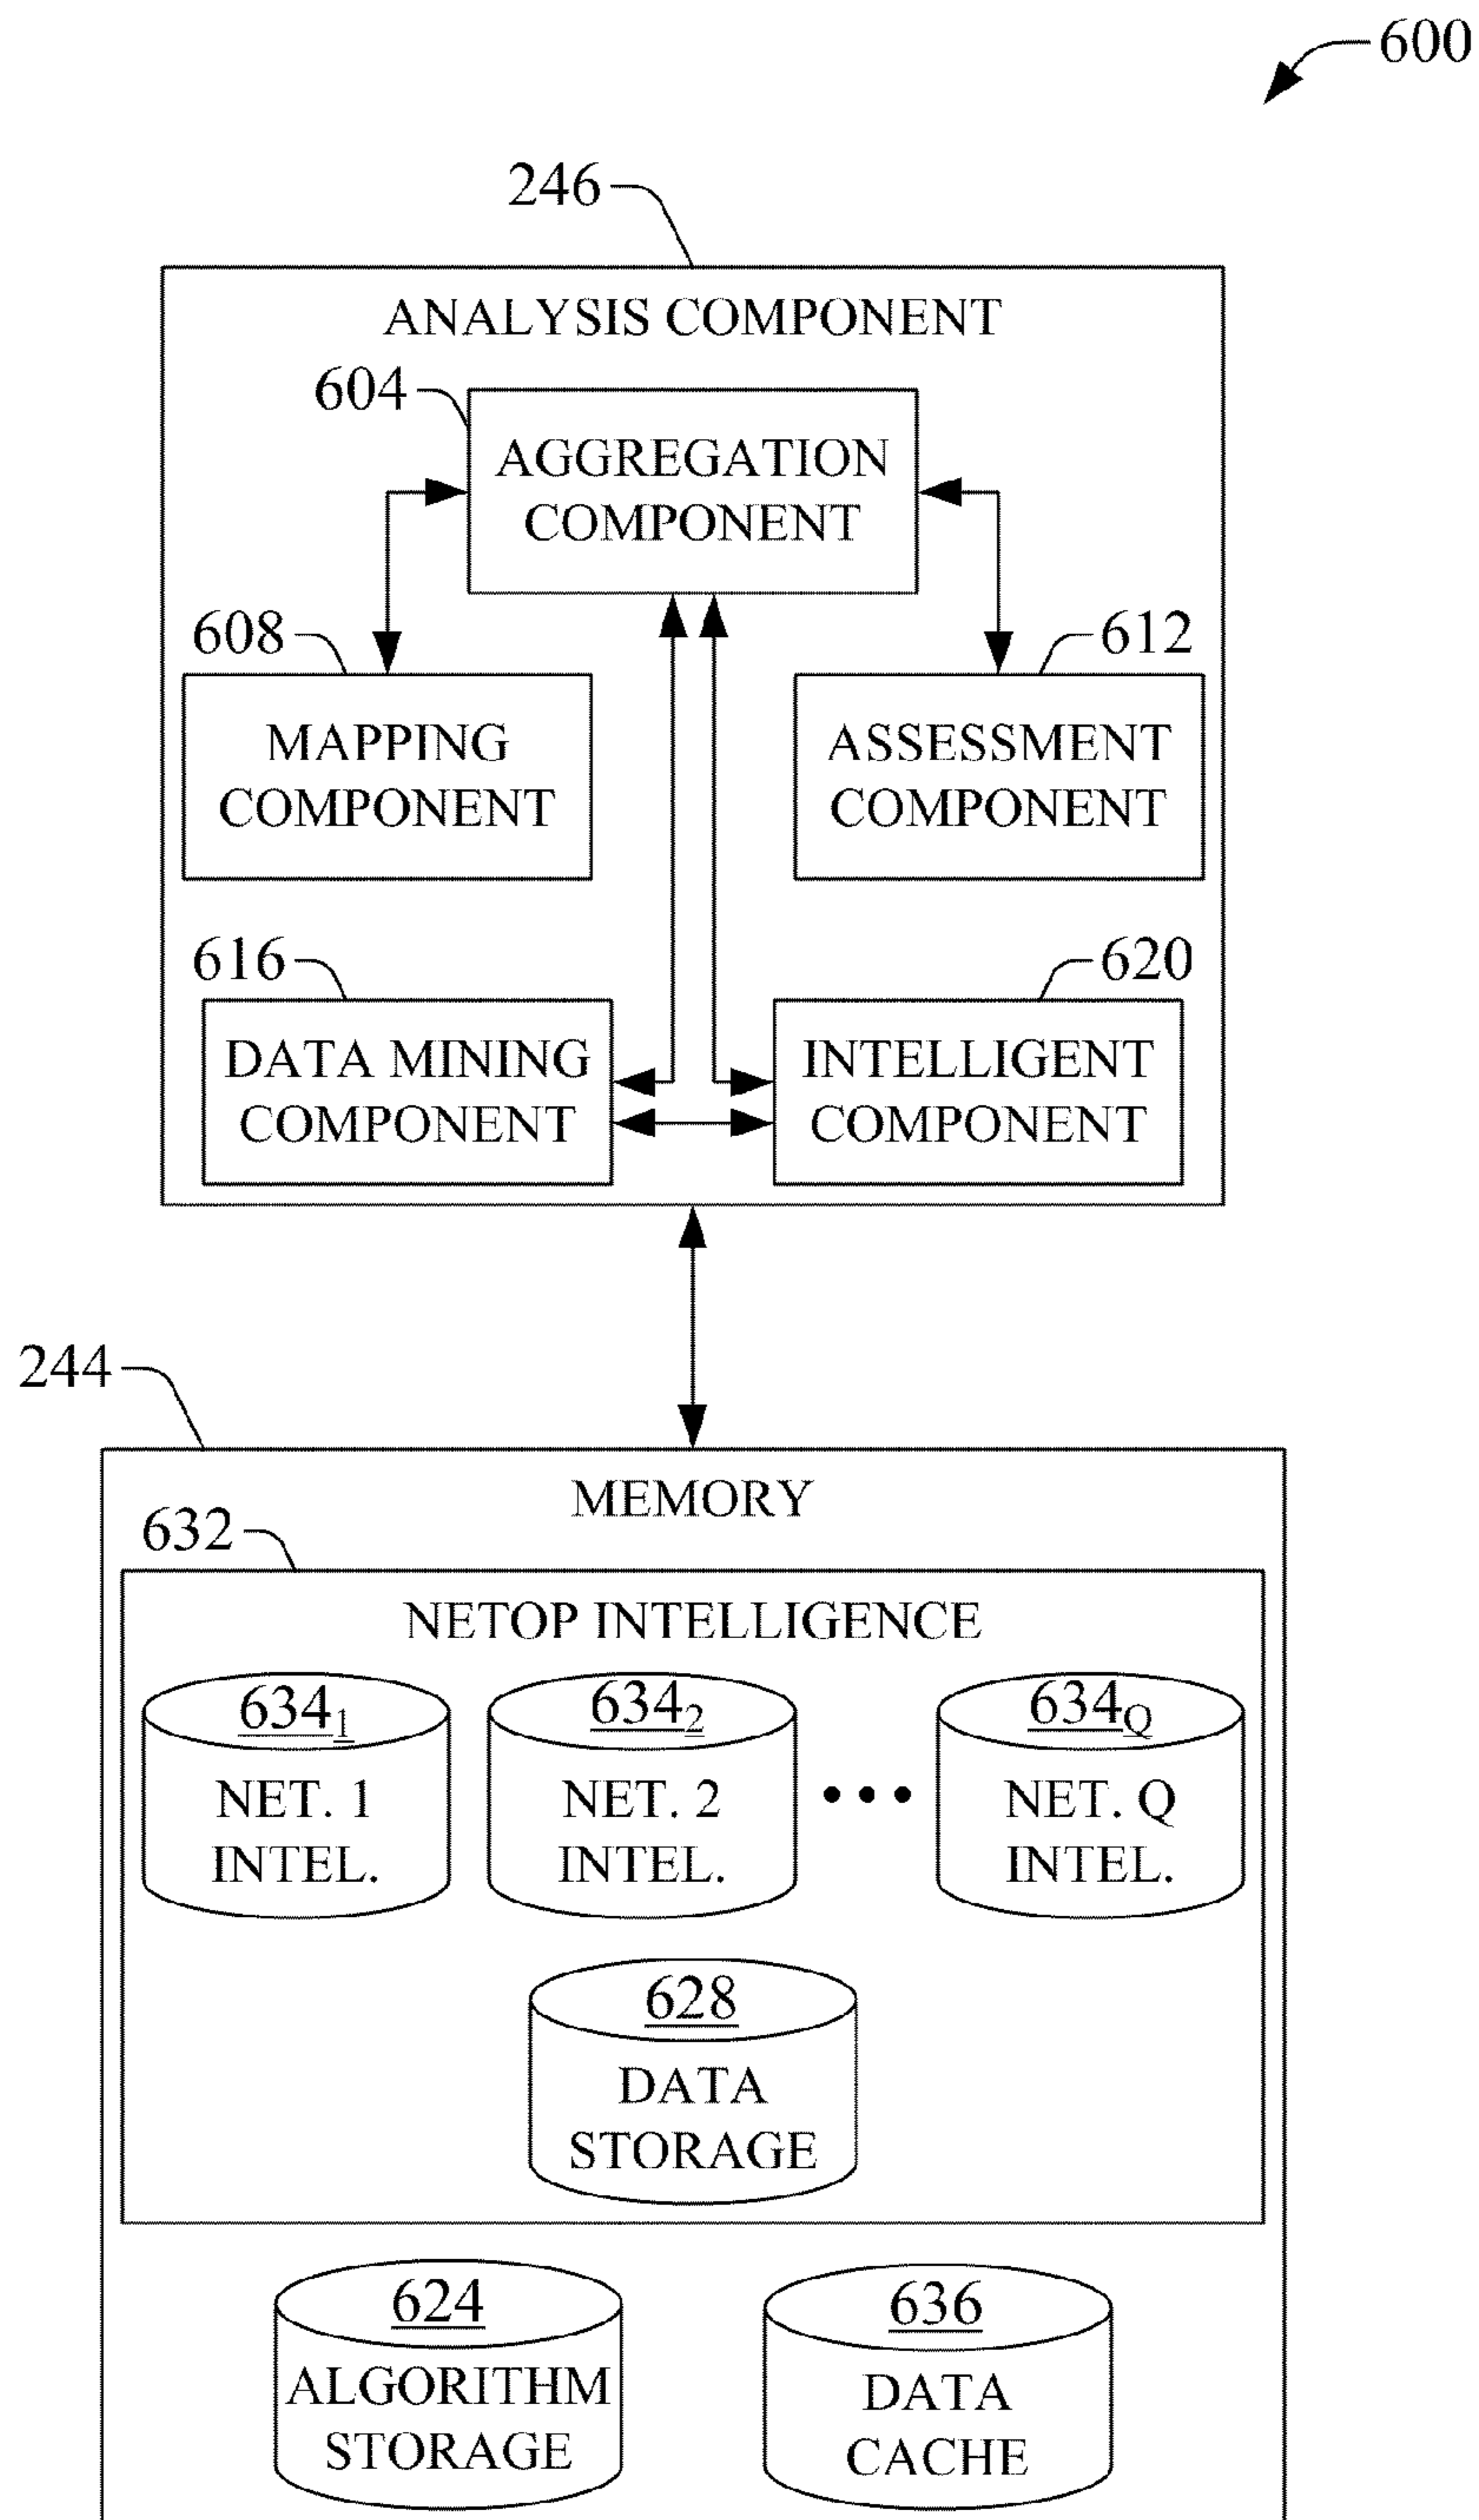 600
246
ANALYSIS COMPONENT
604
AGGREGATION
COMPONENT
608
612
MAPPING
COMPONENT
ASSESSMENT
COMPONENT
616
620
DATA MINING
COMPONENT
INTELLIGENT
COMPONENT
244
MEMORY
632
NETOP INTELLIGENCE
634₁
NET. 1
INTEL.
634₂
NET. 2
INTEL.
• • •
634Q
NET. Q
INTEL.
628
DATA
STORAGE
624
ALGORITHM
STORAGE
636
DATA
CACHE